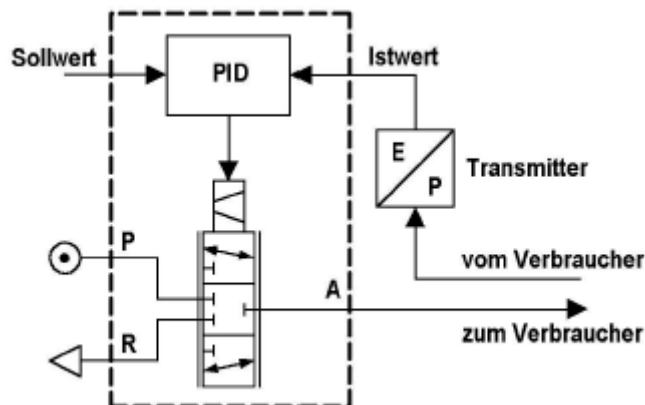 Sollwert
PID
Istwert
E
P
Transmitter
P
vom Verbraucher
A
R
zum Verbraucher